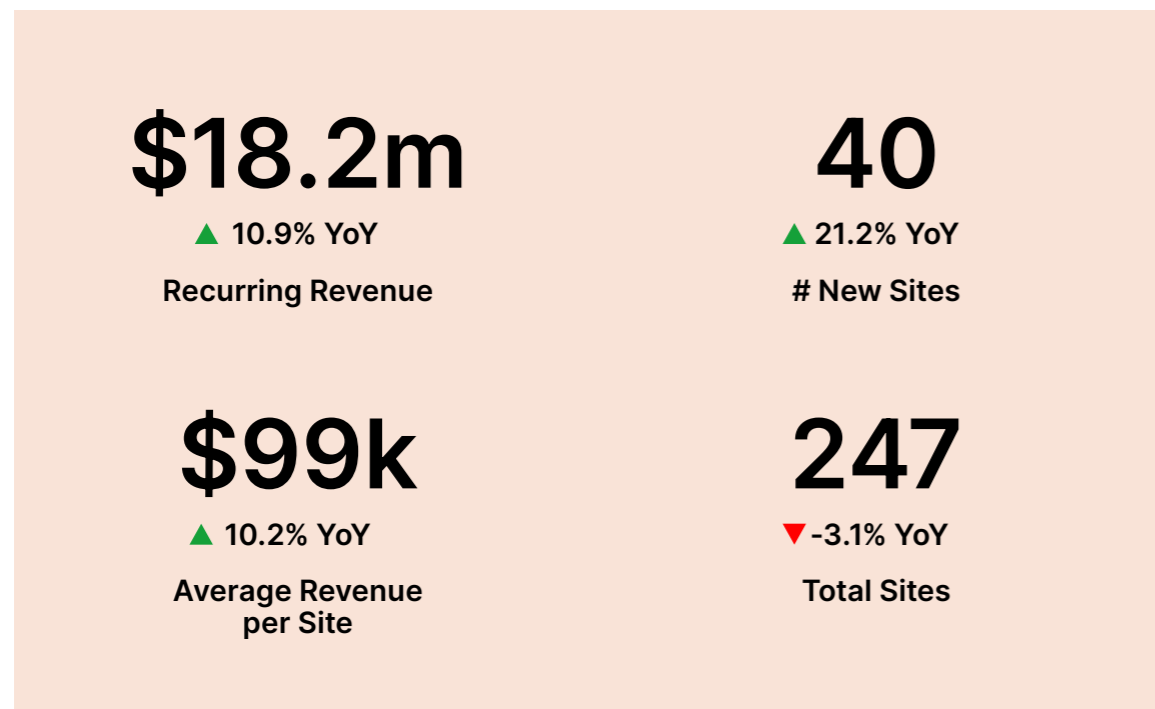 $18.2m
▲ 10.9% YoY
Recurring Revenue
40
▲ 21.2% YoY
# New Sites
$99k
▲ 10.2% YoY
Average Revenue
per Site
247
▼-3.1% YoY
Total Sites